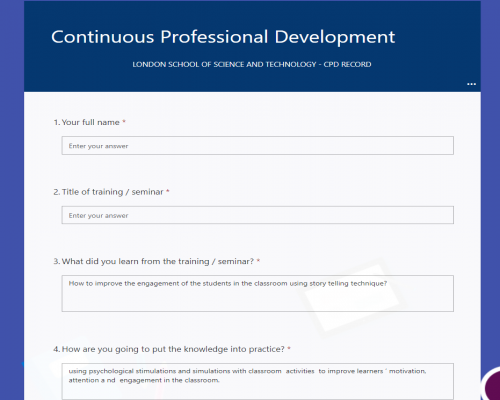 Continuous Professional Development
LONDON SCHOOL OF SCIENCE AND TECHNOLOGY - CPD RECORD
...
1. Your full name *
Enter your answer
2. Title of training / seminar *
Enter your answer
3. What did you learn from the training / seminar? *
How to improve the engagement of the students in the classroom using story telling technique?
4. How are you going to put the knowledge into practice? *
using psychological stimulations and simulations with classroom activities to improve learners ' motivation,
attention a nd engagement in the classroom.